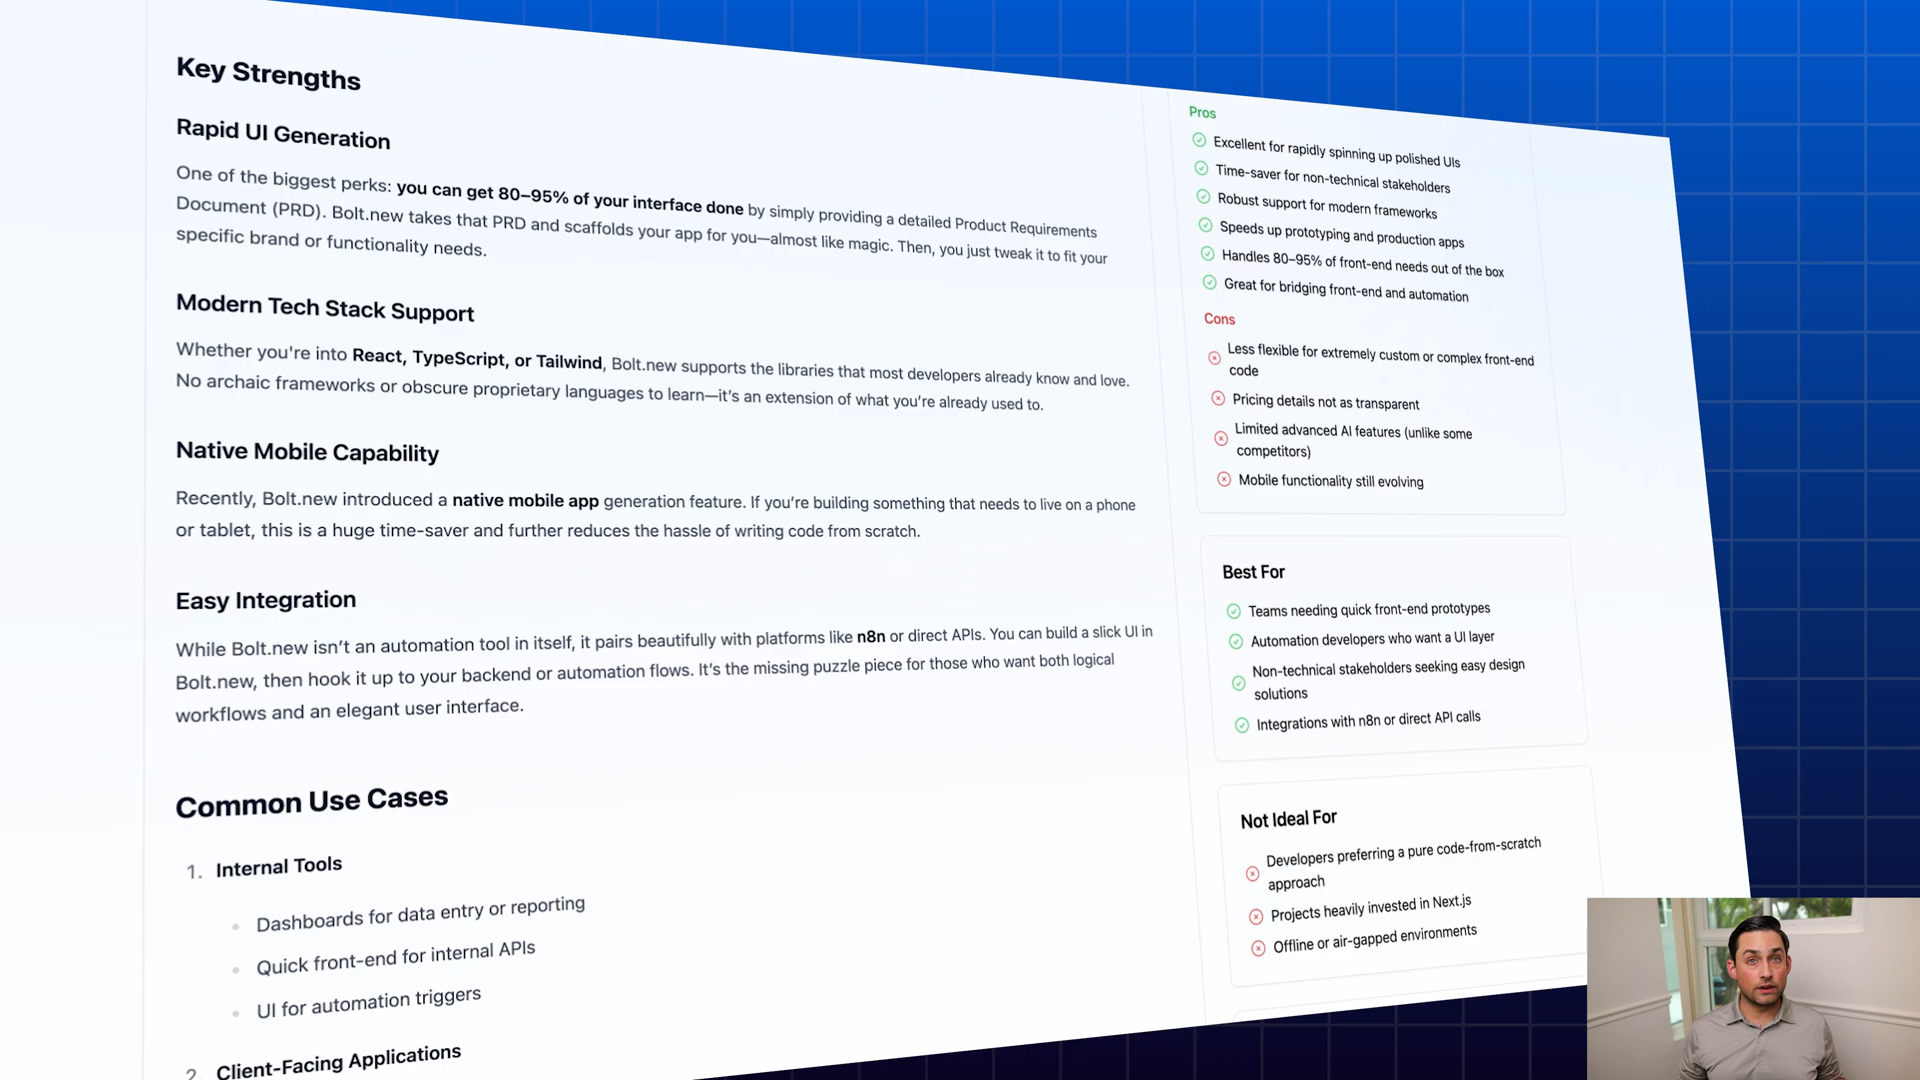 Key Strengths
Rapid UI Generation
One of the biggest perks: you can get 80–95% of your interface done by simply providing a detailed Product Requirements
Document (PRD). Bolt.new takes that PRD and scaffolds your app for you—almost like magic. Then, you just tweak it to fit your
specific brand or functionality needs.
Modern Tech Stack Support
Whether you're into React, TypeScript, or Tailwind, Bolt.new supports the libraries that most developers already know and love.
No archaic frameworks or obscure proprietary languages to learn—it’s an extension of what you’re already used to.
Native Mobile Capability
Recently, Bolt.new introduced a native mobile app generation feature. If you’re building something that needs to live on a phone
or tablet, this is a huge time-saver and further reduces the hassle of writing code from scratch.
Easy Integration
While Bolt.new isn’t an automation tool in itself, it pairs beautifully with platforms like n8n or direct APIs. You can build a slick UI in
Bolt.new, then hook it up to your backend or automation flows. It’s the missing puzzle piece for those who want both logical
workflows and an elegant user interface.
Common Use Cases
1. Internal Tools
Dashboards for data entry or reporting
Quick front-end for internal APIs
UI for automation triggers
2. Client-Facing Applications
Pros
Excellent for rapidly spinning up polished UIs
Time-saver for non-technical stakeholders
Robust support for modern frameworks
Speeds up prototyping and production apps
Handles 80–95% of front-end needs out of the box
Great for bridging front-end and automation
Cons
Less flexible for extremely custom or complex front-end
code
Pricing details not as transparent
Limited advanced AI features (unlike some
competitors)
Mobile functionality still evolving
Best For
Teams needing quick front-end prototypes
Automation developers who want a UI layer
Non-technical stakeholders seeking easy design
solutions
Integrations with n8n or direct API calls
Not Ideal For
Developers preferring a pure code-from-scratch
approach
Projects heavily invested in Next.js
Offline or air-gapped environments